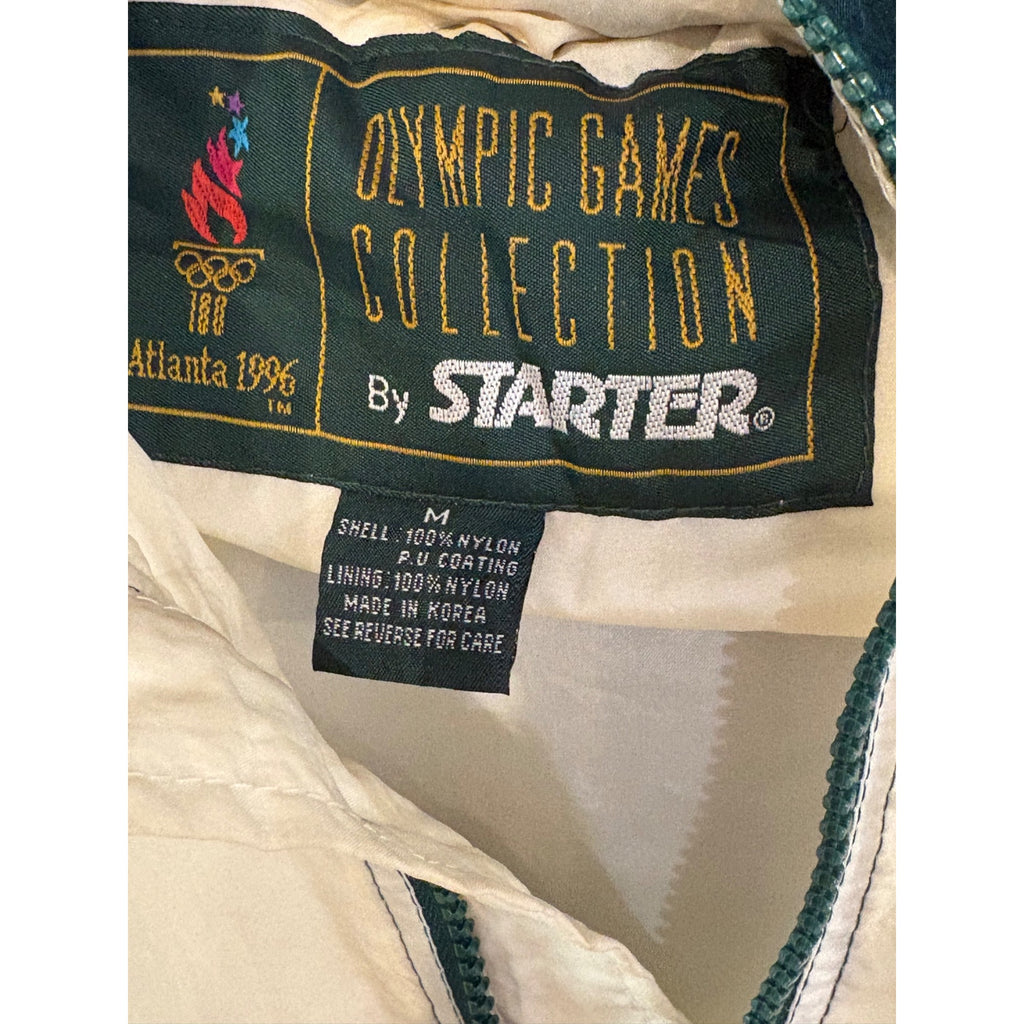 OLYMPIC GAMES
COLLECTION
By STARTER®
100
Atlanta 1996
TM
M
SHELL:100% NYLON
P.U COATING
LINING:100% NYLON
MADE IN KOREA
SEE REVERSE FOR CARE